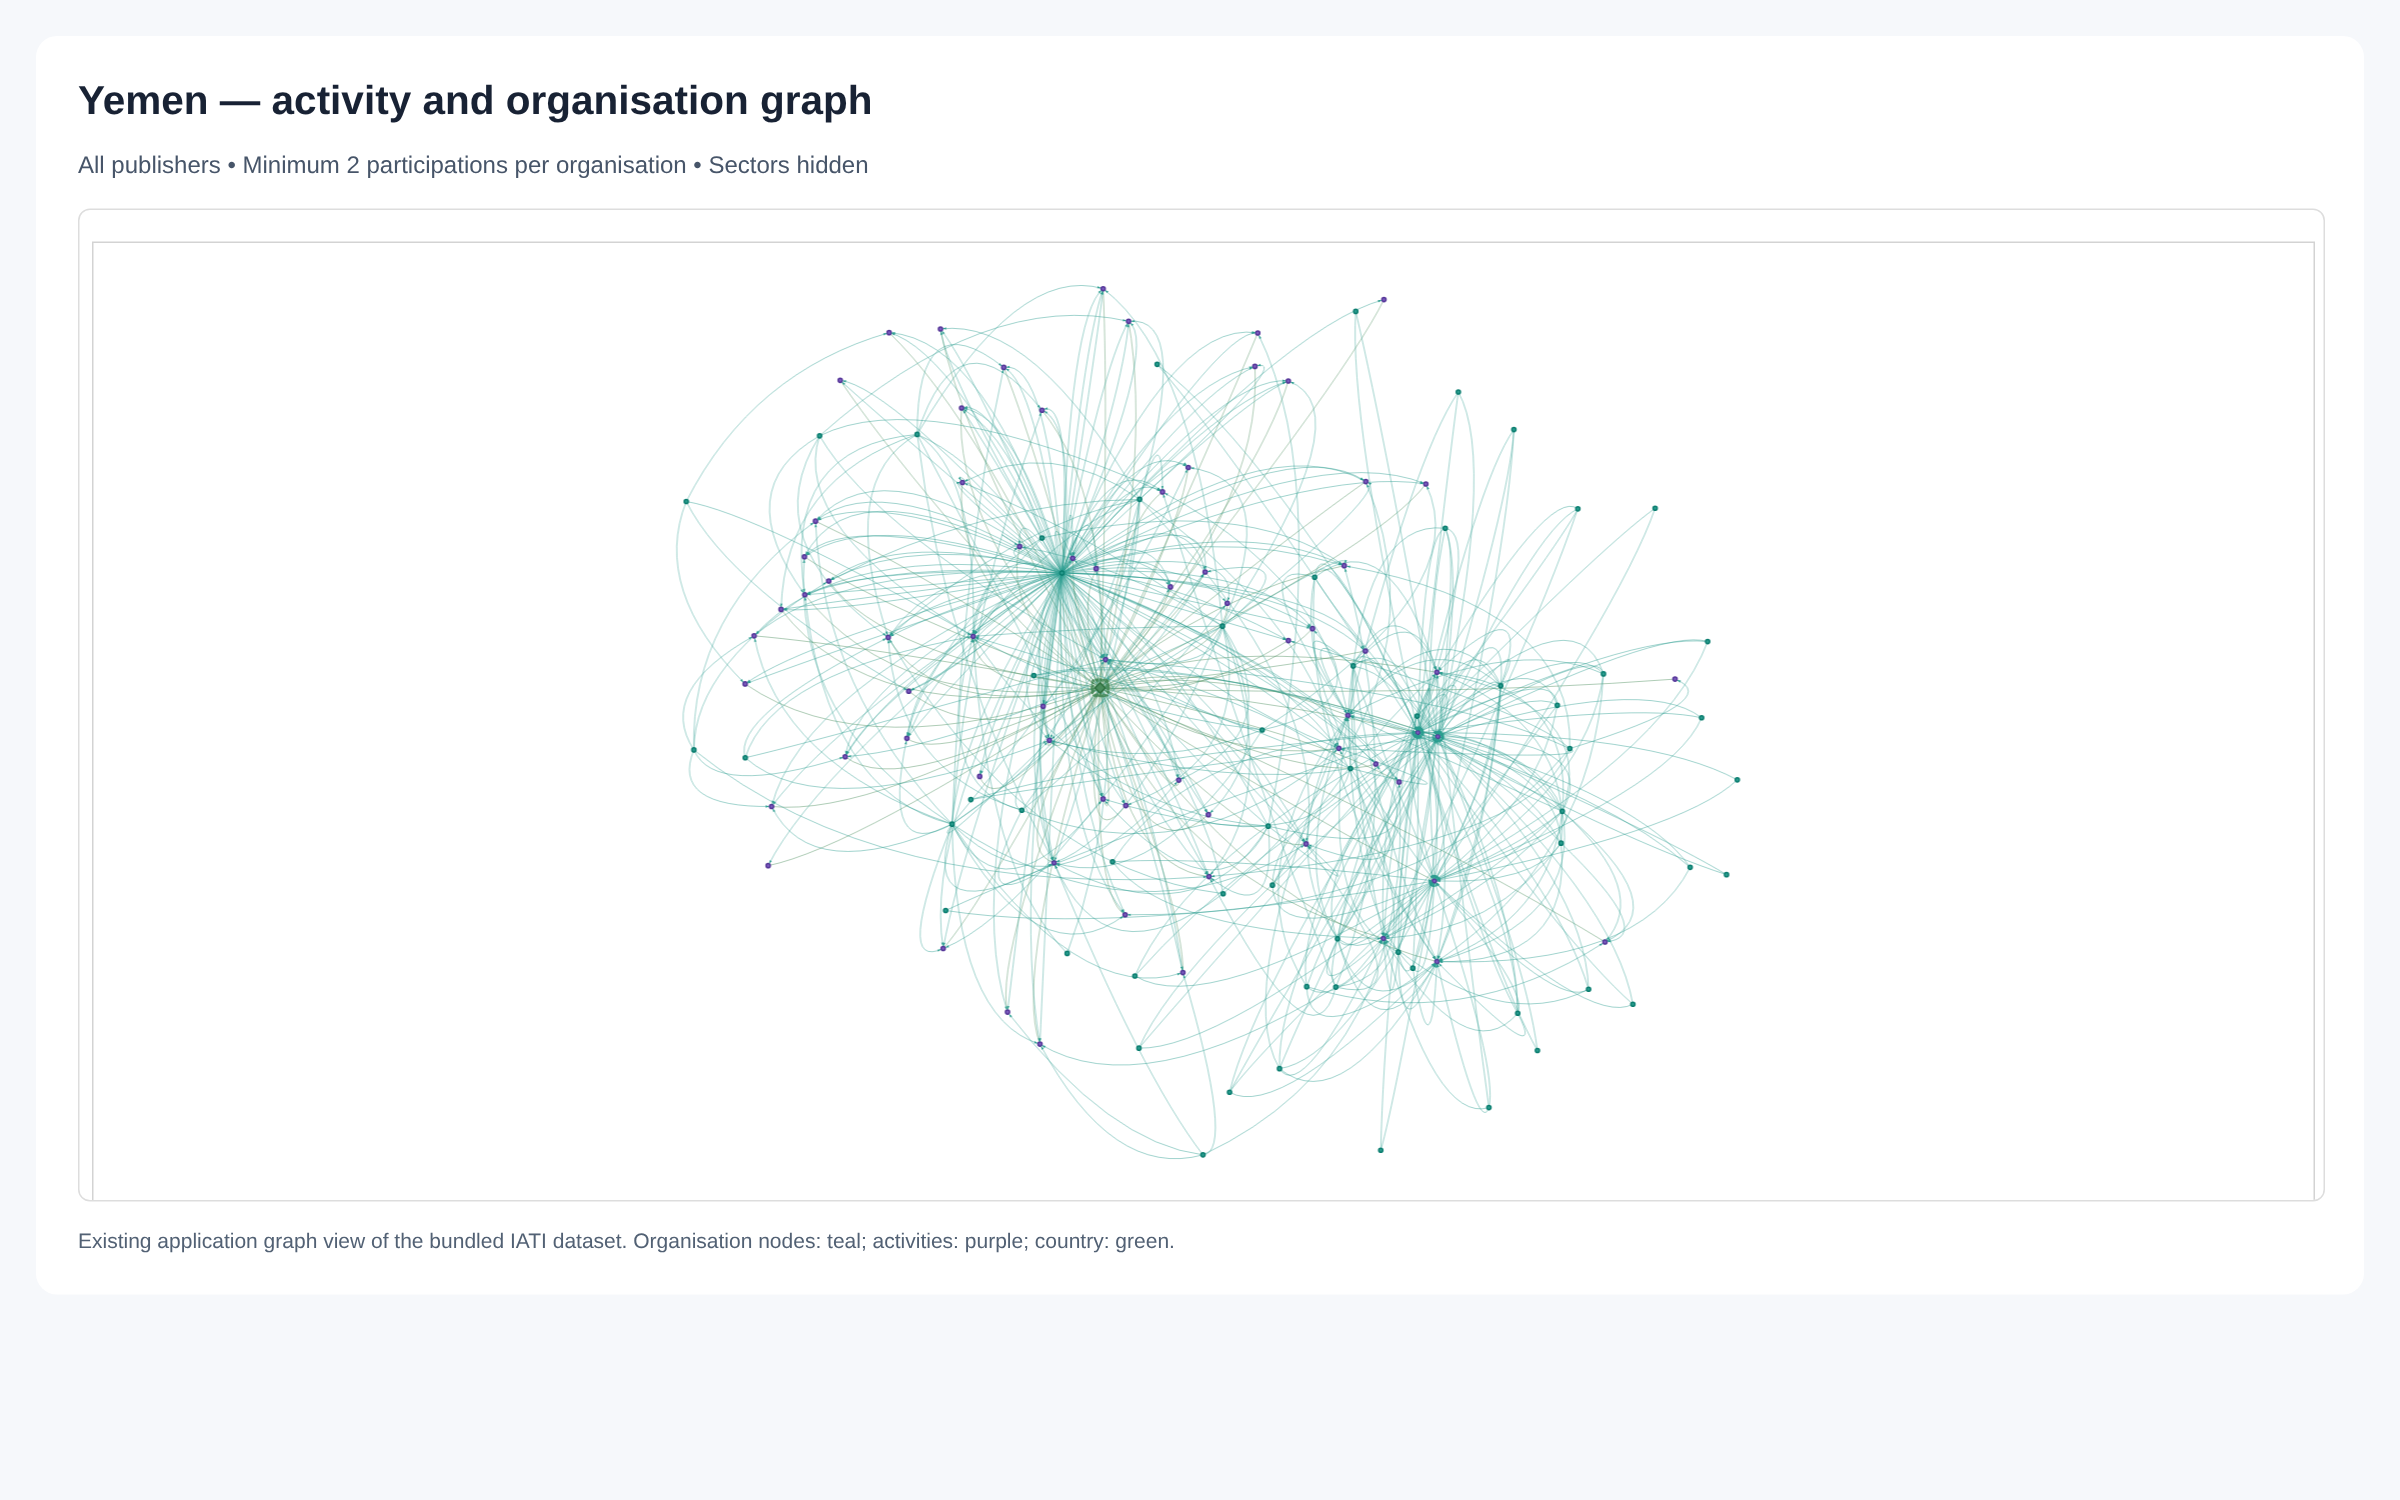 Yemen — activity and organisation graph
All publishers • Minimum 2 participations per organisation • Sectors hidden
Existing application graph view of the bundled IATI dataset. Organisation nodes: teal; activities: purple; country: green.